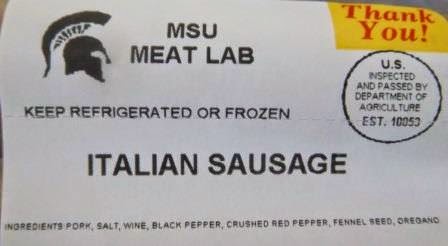 Thank
You!
MSU
MEAT LAB
U.S.
INSPECTED
AND PASSED BY
DEPARTMENT OF
AGRICULTURE
EST. 10053
KEEP REFRIGERATED OR FROZEN
ITALIAN SAUSAGE
INGREDIENTS PORK, SALT, WINE, BLACK PEPPER, CRUSHED RED PEPPER, FENNEL SEED, OREGANO